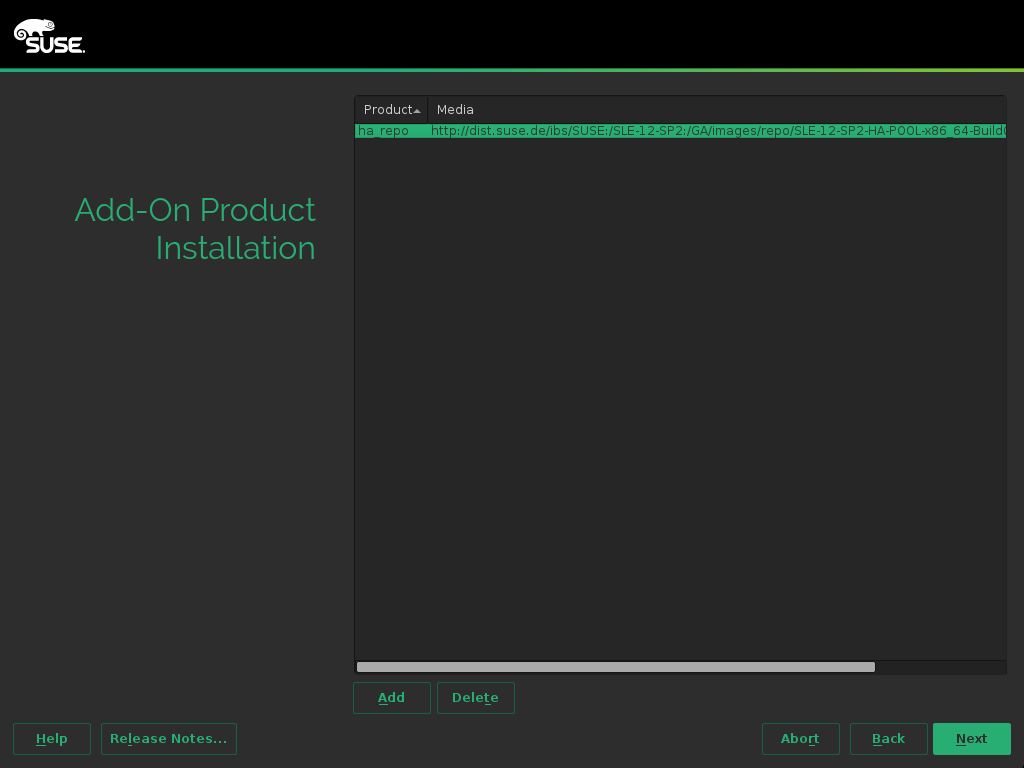 SUSE.
Product Media
ha_repo http://dist.suse.de/ibs/SUSE:/SLE-12-SP2:/GA/images/repo/SLE-12-SP2-HA-POOL-x86_64-Build
Add-On Product
Installation
Add Delete
Help Release Notes... Abort Back Next